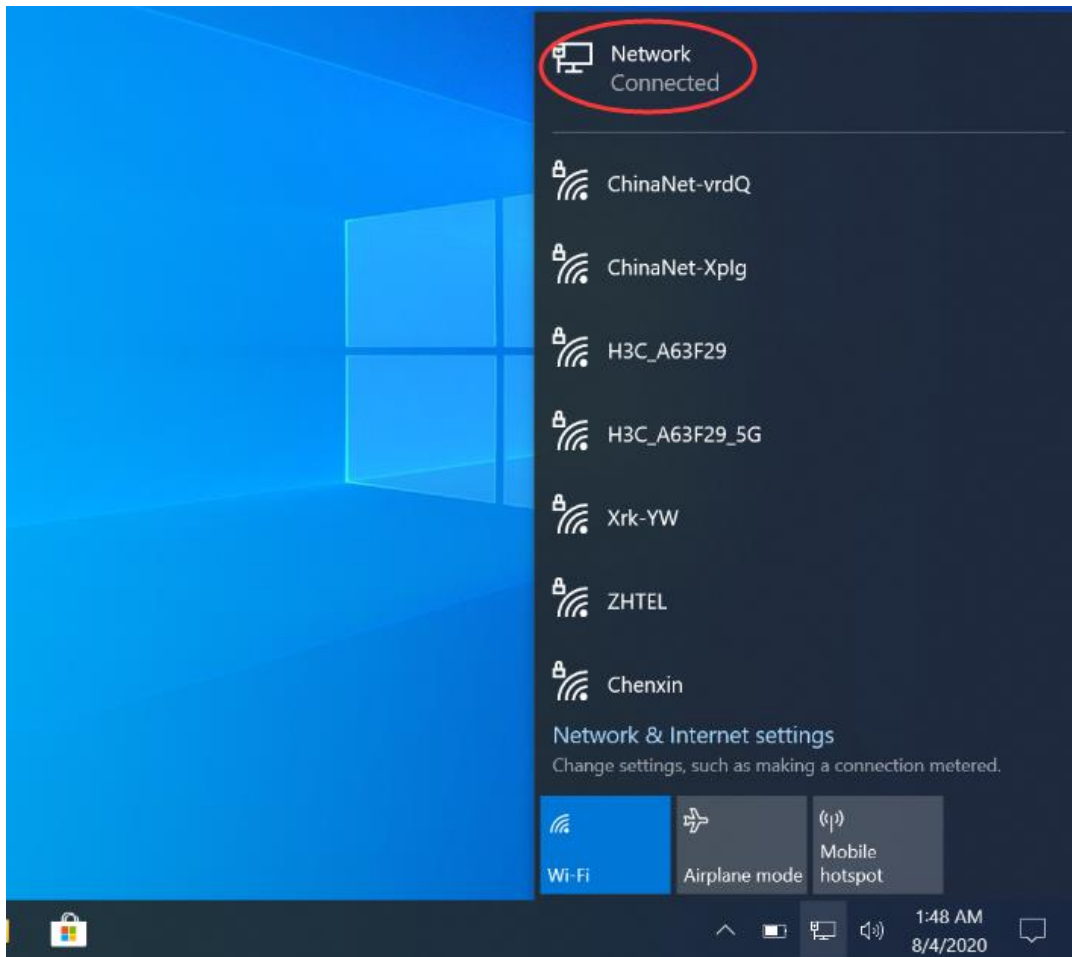 Network
Connected
ChinaNet-vrdQ
ChinaNet-Xplg
H3C_A63F29
H3C_A63F29_5G
Xrk-YW
ZHTEL
Chenxin
Network & Internet settings
Change settings, such as making a connection metered.
Wi-Fi
Airplane mode
Mobile
hotspot
1:48 AM
8/4/2020